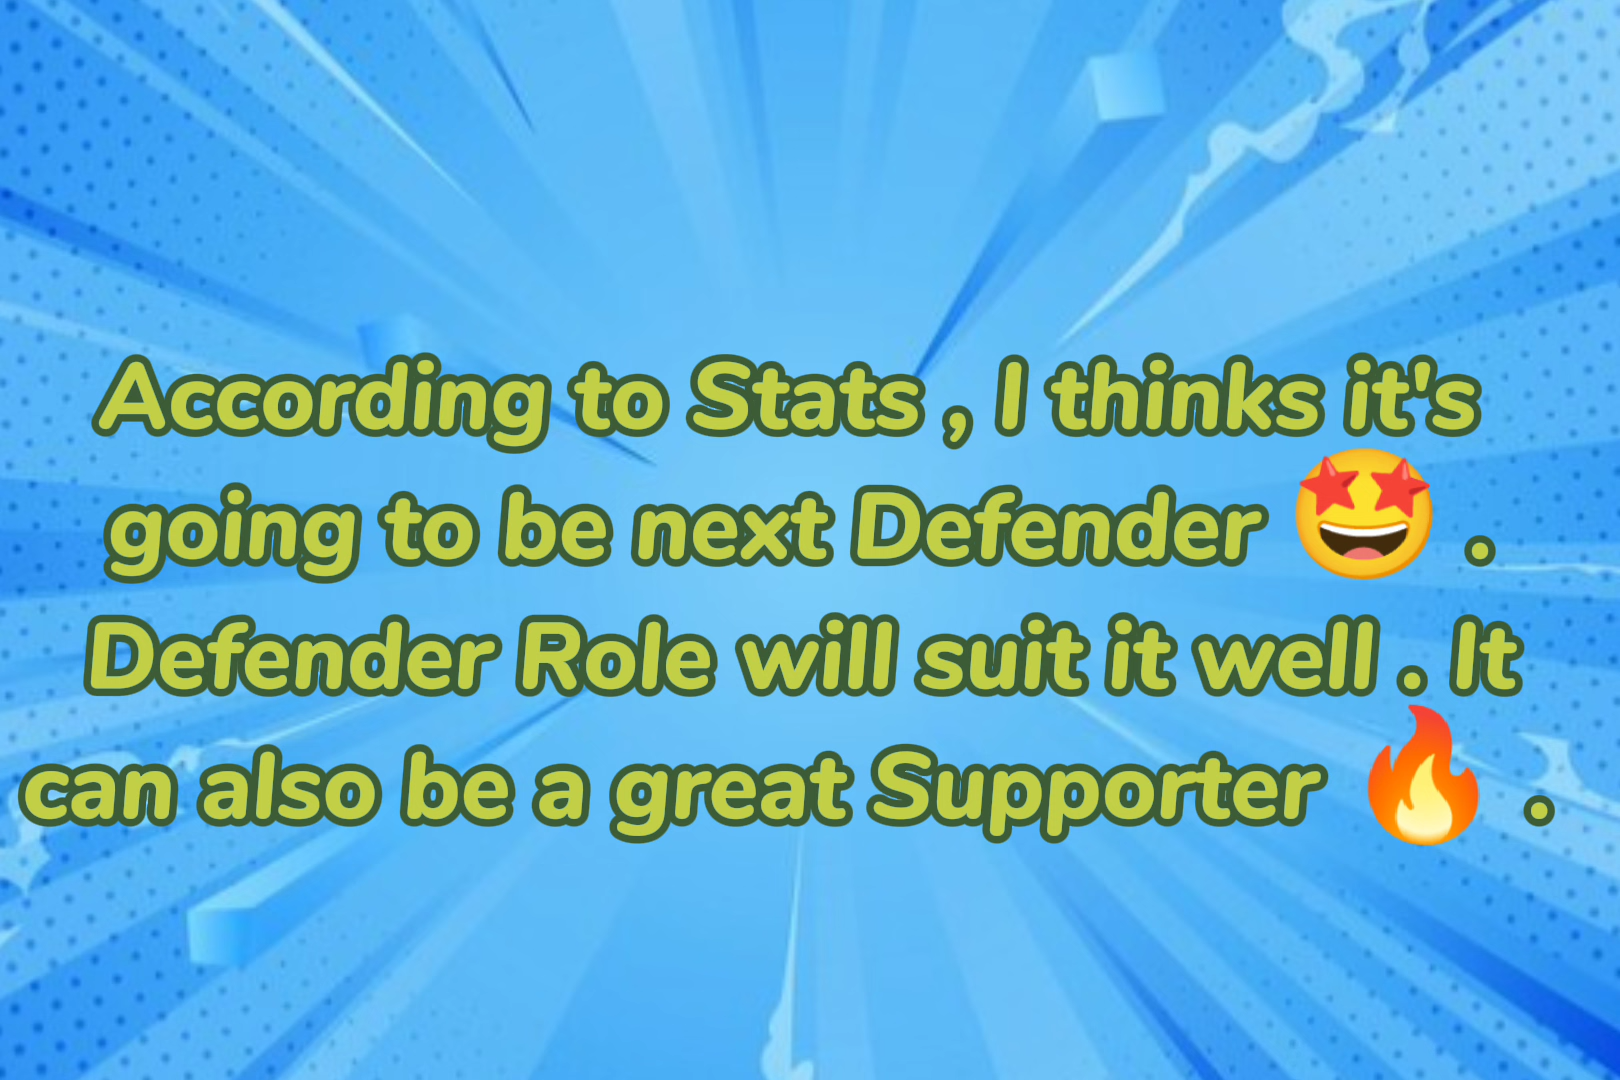 According to Stats , I thinks it's
going to be next Defender 🤩 .
Defender Role will suit it well . It
can also be a great Supporter 🔥 .